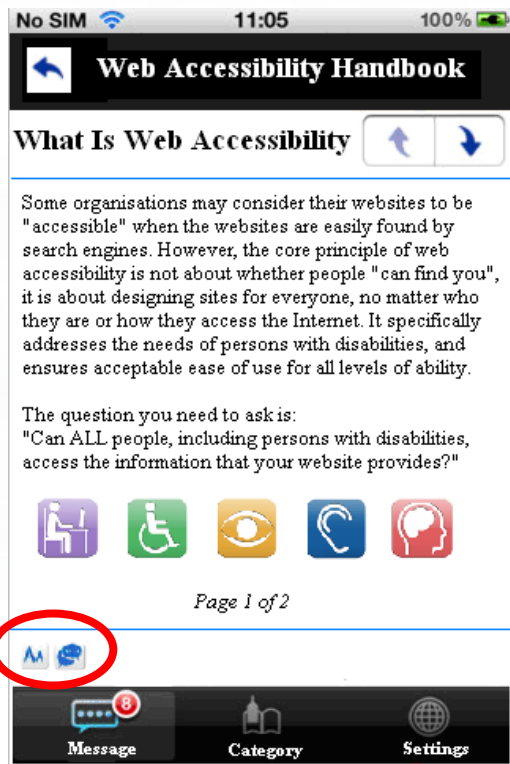 No SIM 11:05 100%
Web Accessibility Handbook
What Is Web Accessibility
Some organisations may consider their websites to be
"accessible" when the websites are easily found by
search engines. However, the core principle of web
accessibility is not about whether people "can find you",
it is about designing sites for everyone, no matter who
they are or how they access the Internet. It specifically
addresses the needs of persons with disabilities, and
ensures acceptable ease of use for all levels of ability.
The question you need to ask is:
"Can ALL people, including persons with disabilities,
access the information that your website provides?"
Page 1 of 2
AA
8
Message Category Settings